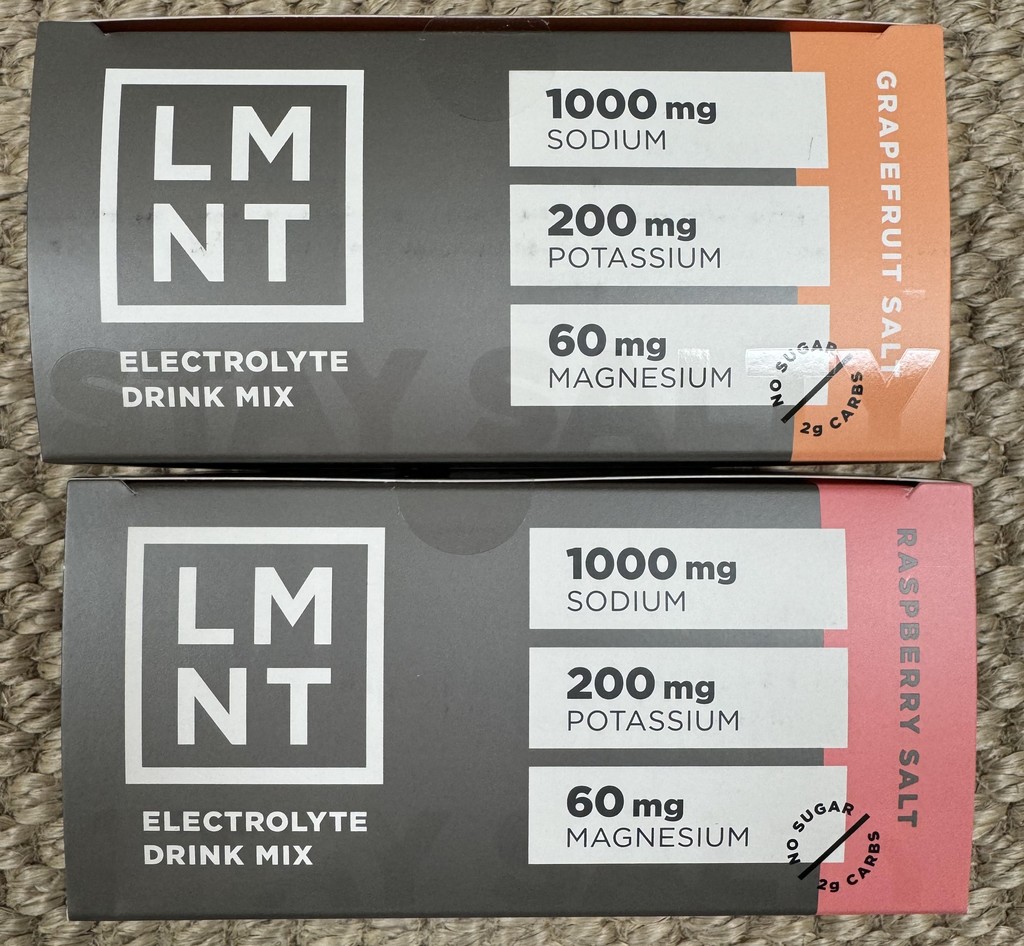 LM
NT
ELECTROLYTE
DRINK MIX
1000 mg
SODIUM
200 mg
POTASSIUM
60 mg
MAGNESIUM
NO SUGAR
2g CARBS
GRAPEFRUIT SALT
STAY SALTY
LM
NT
ELECTROLYTE
DRINK MIX
1000 mg
SODIUM
200 mg
POTASSIUM
60 mg
MAGNESIUM
NO SUGAR
2g CARBS
RASPBERRY SALT